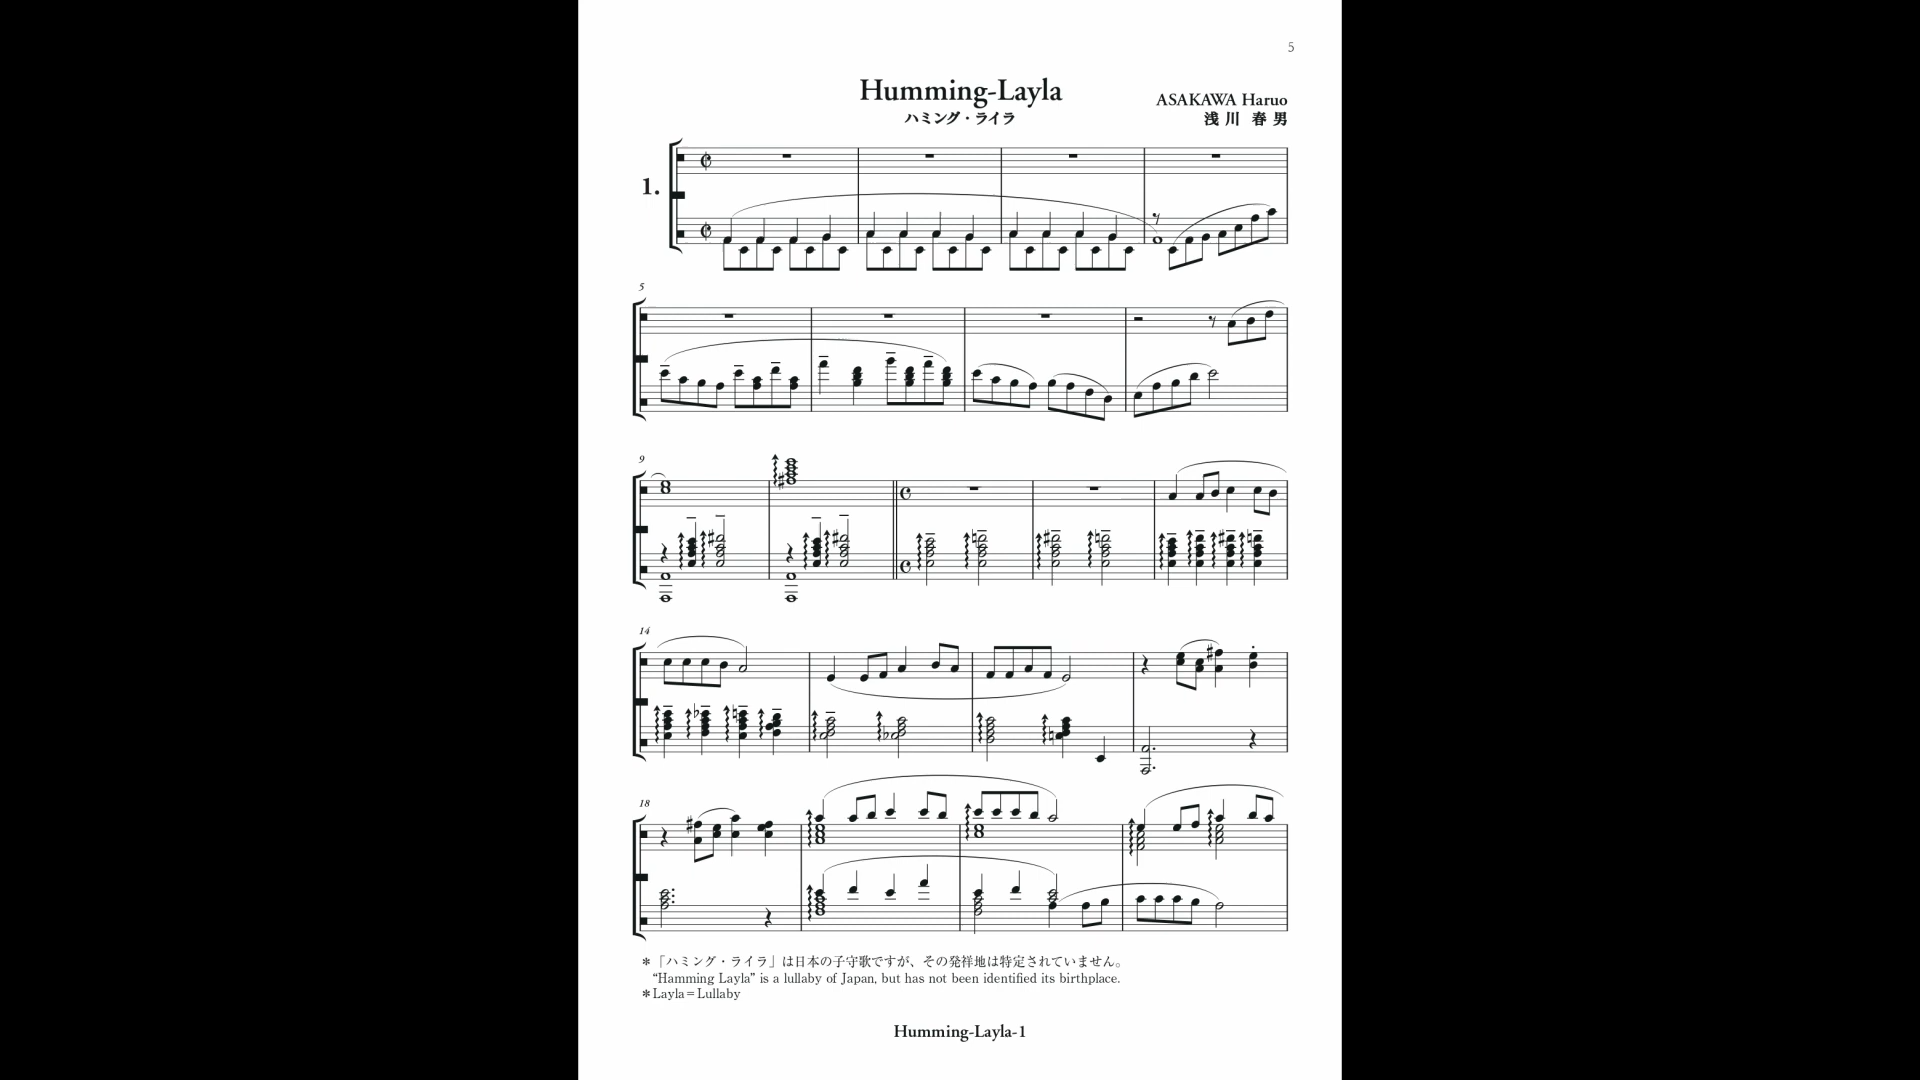 5
Humming-Layla
ハミング・ライラ
ASAKAWA Haruo
浅川 春男
1.
5
9
14
18
＊「ハミング・ライラ」は日本の子守歌ですが、その発祥地は特定されていません。
“Hamming Layla” is a lullaby of Japan, but has not been identified its birthplace.
＊Layla＝Lullaby
Humming-Layla-1